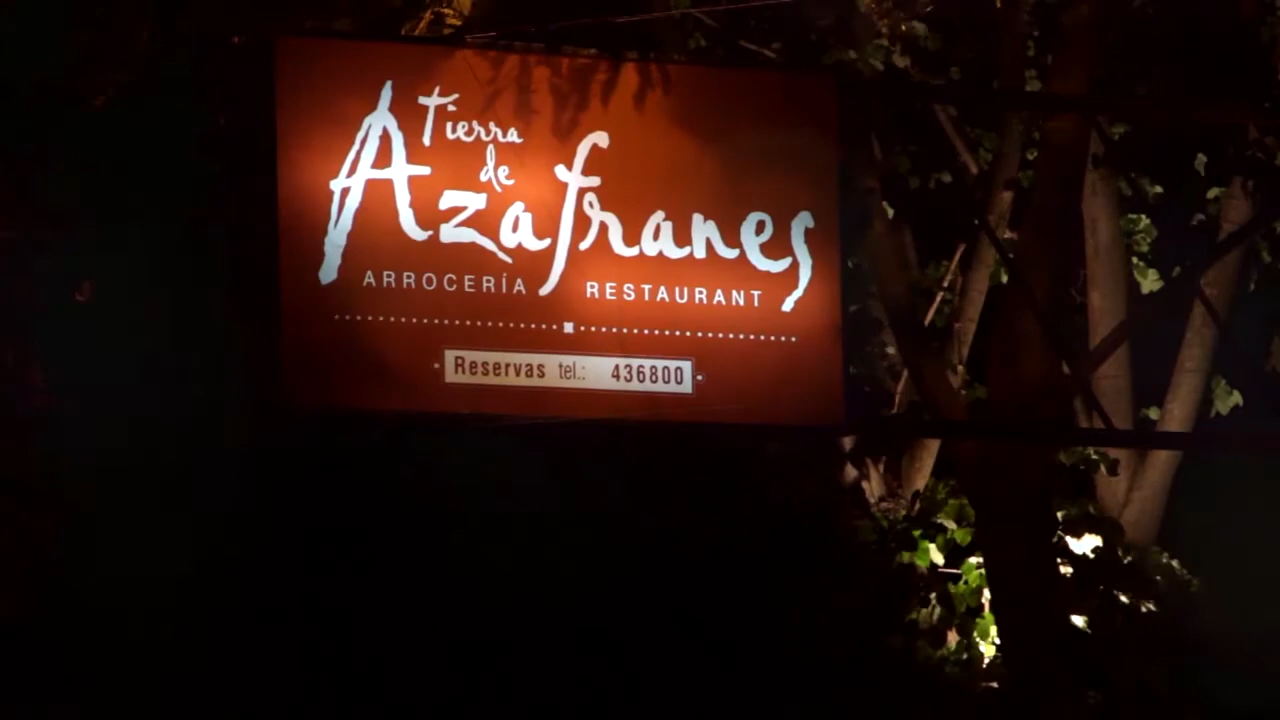 Tierra
de
Azafranes
ARROCERÍA RESTAURANT
Reservas tel.: 436800